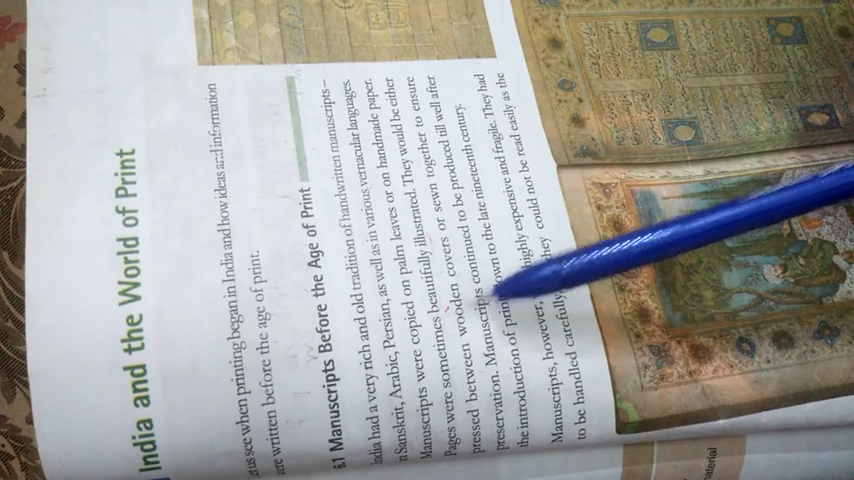 India and the World of Print
us see when printing began in India and how ideas and information
were written before the age of print.
6.1 Manuscripts Before the Age of Print
India had a very rich and old tradition of handwritten manuscripts –
in Sanskrit, Arabic, Persian, as well as in various vernacular languages.
Manuscripts were copied on palm leaves or on handmade paper.
Pages were sometimes beautifully illustrated. They would be either
pressed between wooden covers or sewn together to ensure
preservation. Manuscripts continued to be produced till well after
the introduction of print down to the late nineteenth century.
Manuscripts, however, highly expensive and fragile. They had
to be handled carefully they could not be read easily as the
material